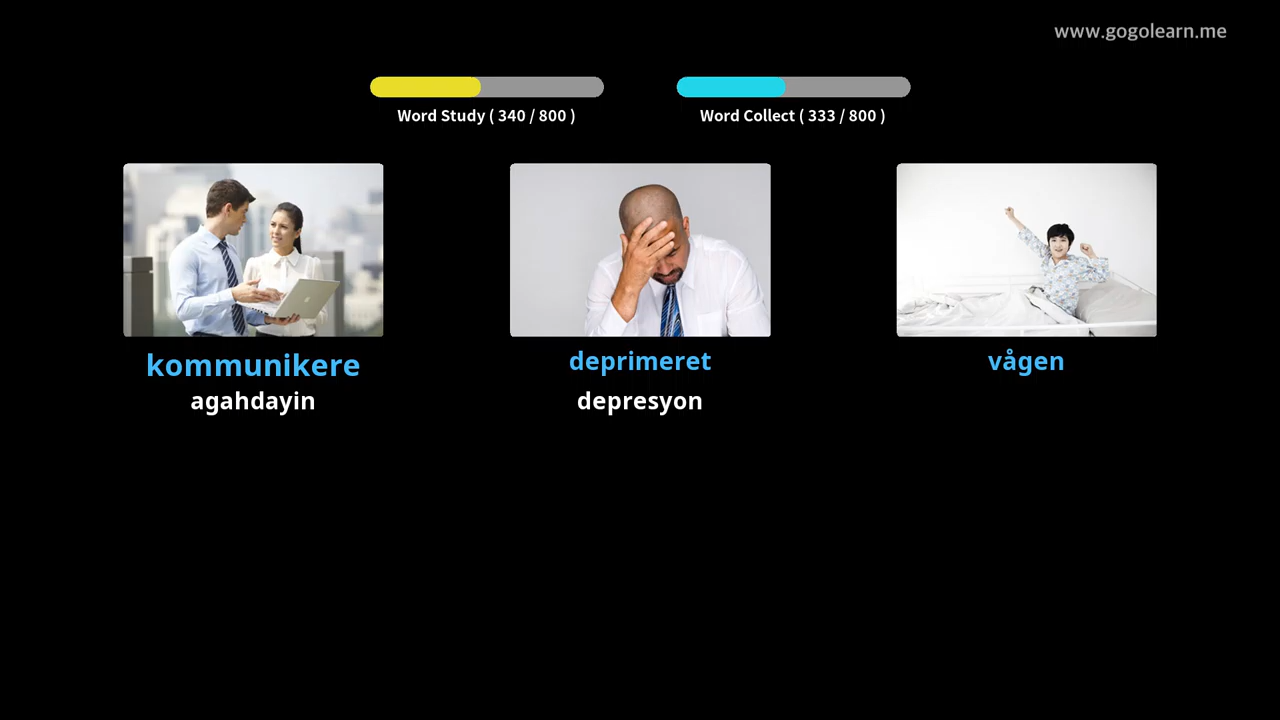 www.gogolearn.me
Word Study ( 340 / 800 )
Word Collect ( 333 / 800 )
kommunikere
deprimeret
vågen
agahdayin
depresyon